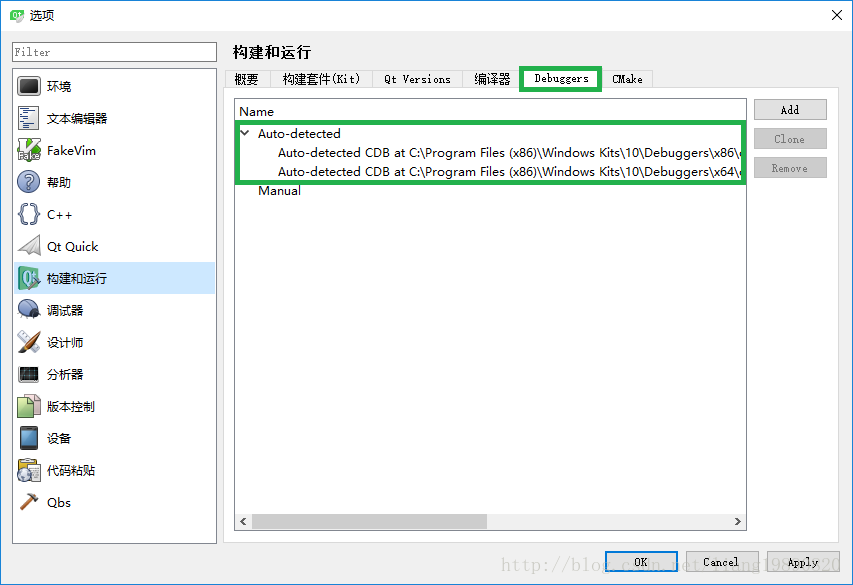 选项
Filter
环境
文本编辑器
FakeVim
帮助
C++
Qt Quick
构建和运行
调试器
设计师
分析器
版本控制
设备
代码粘贴
Qbs
构建和运行
概要 构建套件(Kit) Qt Versions 编译器 Debuggers CMake
Name
Auto-detected
Auto-detected CDB at C:\Program Files (x86)\Windows Kits\10\Debuggers\x86\
Auto-detected CDB at C:\Program Files (x86)\Windows Kits\10\Debuggers\x64\
Manual
Add
Clone
Remove
OK Cancel Apply